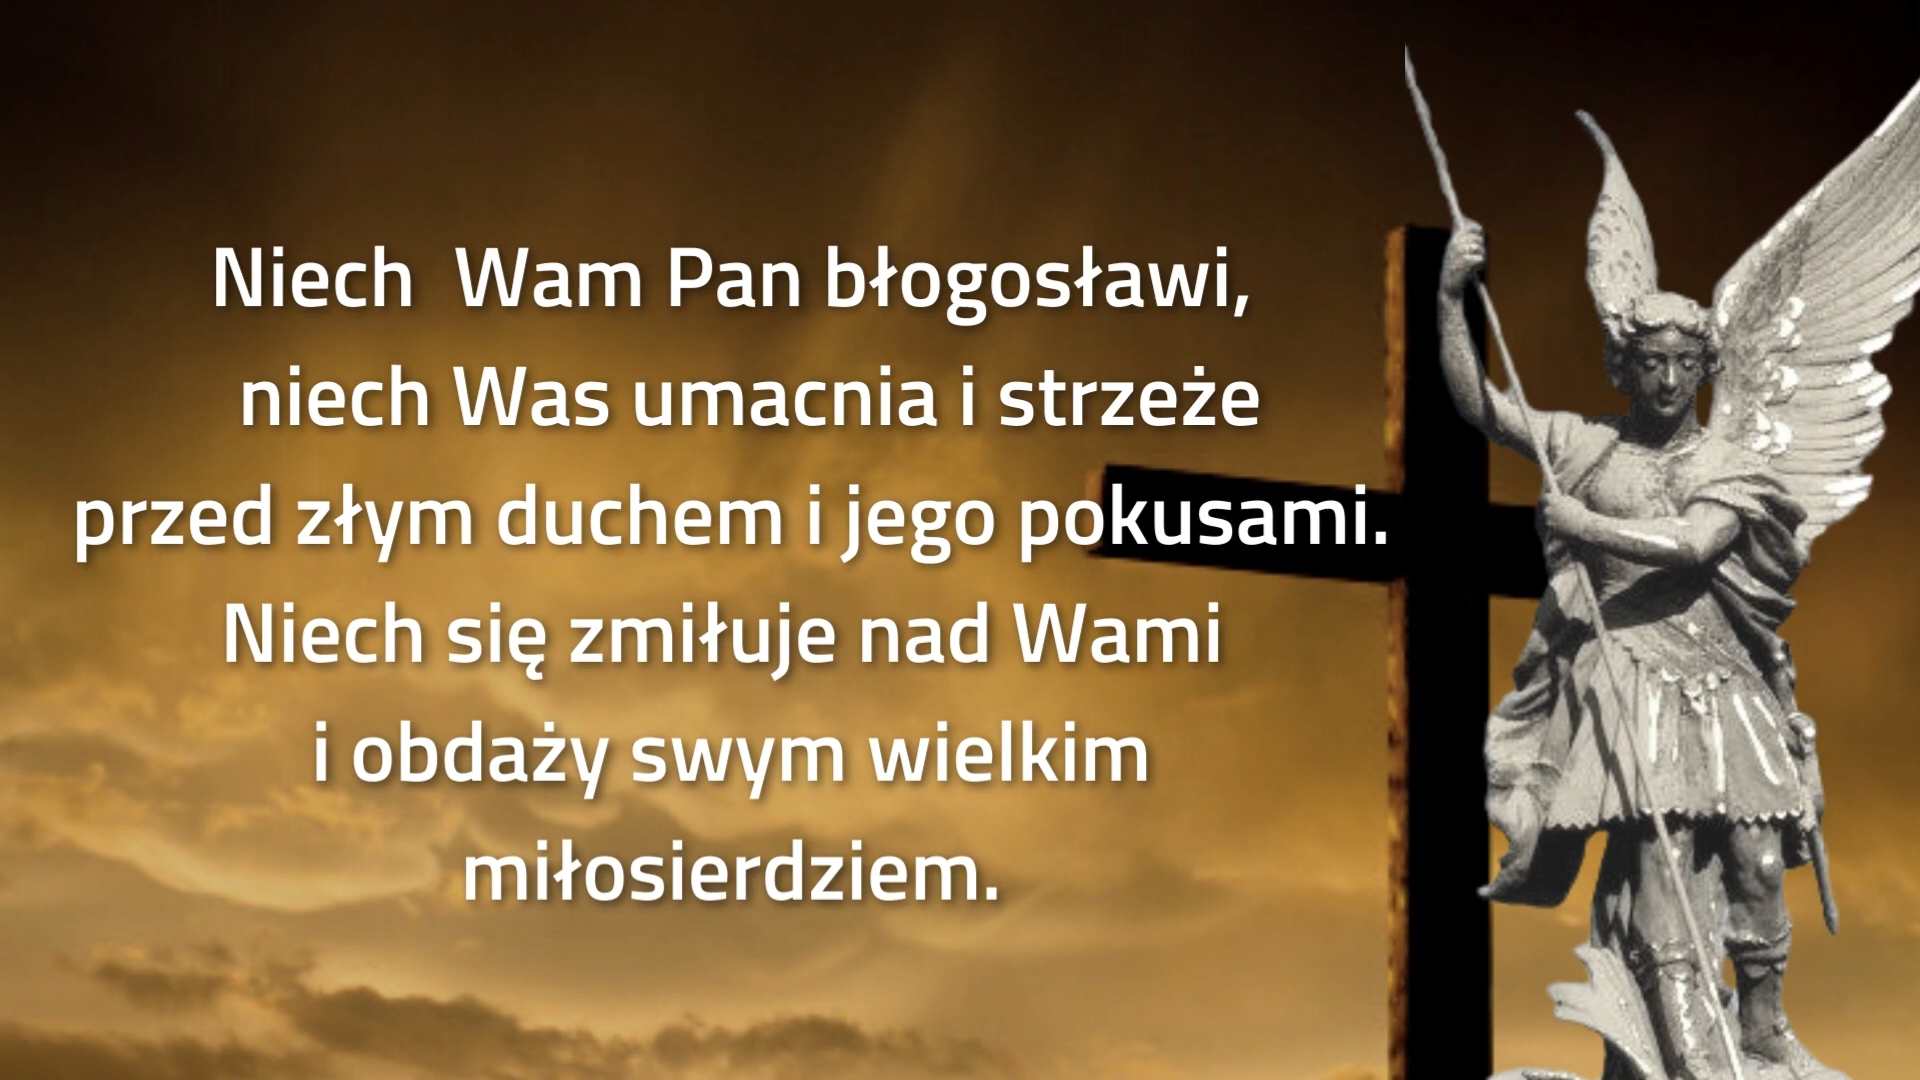 Niech Wam Pan błogosławi,
niech Was umacnia i strzeże
przed złym duchem i jego pokusami.
Niech się zmiłuje nad Wami
i obdaży swym wielkim
miłosierdziem.